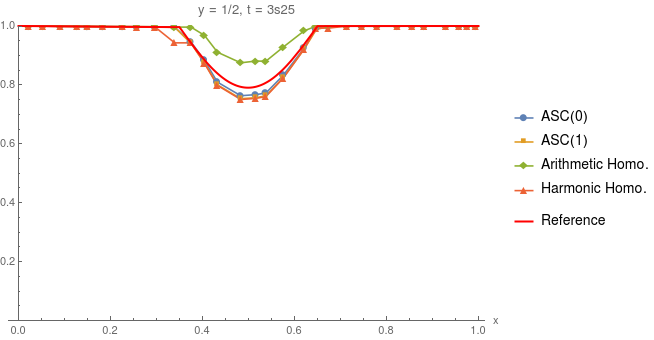 y = 1/2, t = 3s25
1.0
0.8
0.6
0.4
0.2
0.0 0.2 0.4 0.6 0.8 1.0
x
ASC(0)
ASC(1)
Arithmetic Homo.
Harmonic Homo.
Reference